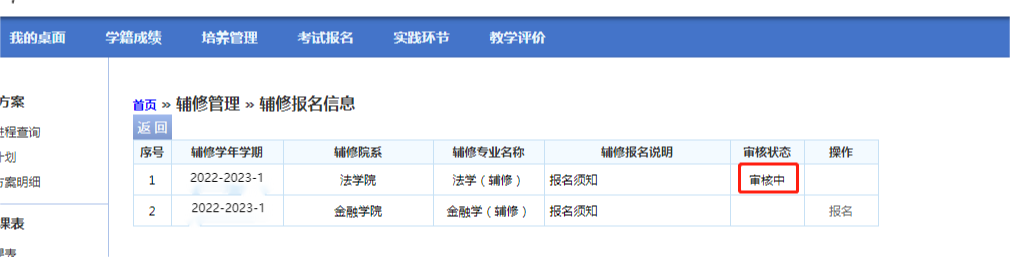 我的桌面 学籍成绩 培养管理 考试报名 实践环节 教学评价
方案
进程查询
计划
方案明细
课表
首页 » 辅修管理 » 辅修报名信息
返回
序号 辅修学年学期 辅修院系 辅修专业名称 辅修报名说明 审核状态 操作
1 2022-2023-1 法学院 法学（辅修） 报名须知 审核中
2 2022-2023-1 金融学院 金融学（辅修） 报名须知 报名